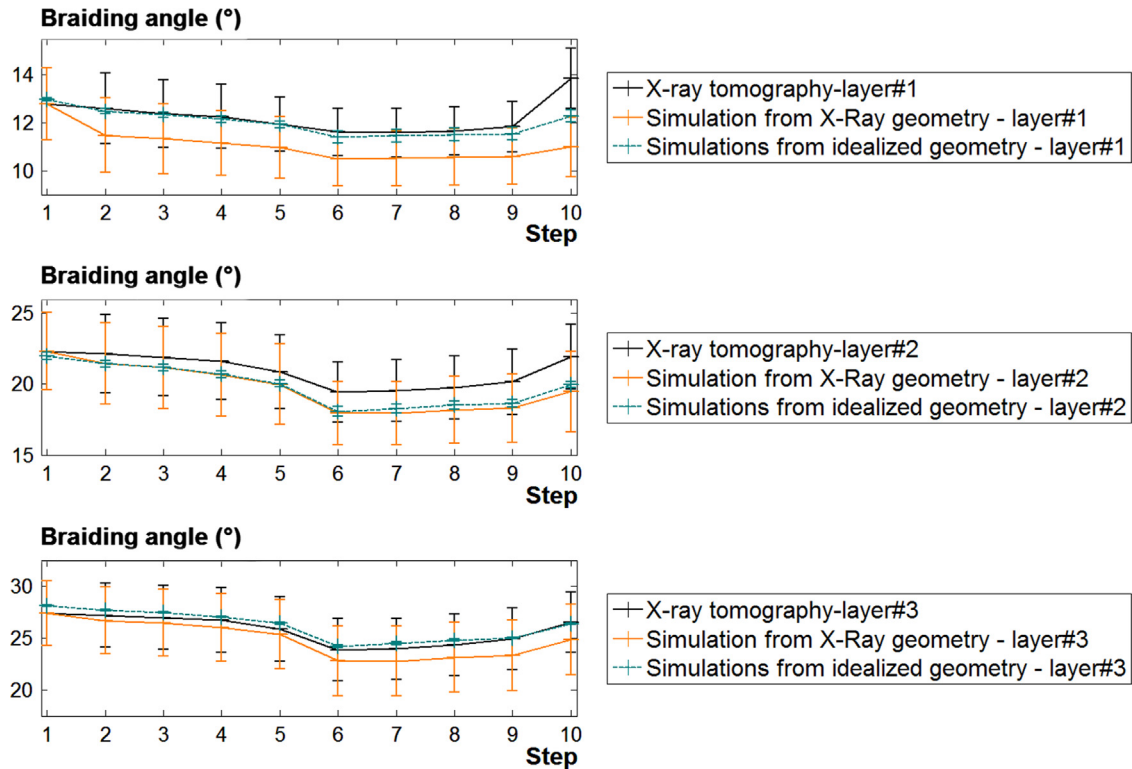 Braiding angle (°)
14
12
10
1 2 3 4 5 6 7 8 9 10
Step
X-ray tomography-layer#1
Simulation from X-Ray geometry - layer#1
Simulations from idealized geometry - layer#1
Braiding angle (°)
25
20
15
1 2 3 4 5 6 7 8 9 10
Step
X-ray tomography-layer#2
Simulation from X-Ray geometry - layer#2
Simulations from idealized geometry - layer#2
Braiding angle (°)
30
25
20
1 2 3 4 5 6 7 8 9 10
Step
X-ray tomography-layer#3
Simulation from X-Ray geometry - layer#3
Simulations from idealized geometry - layer#3